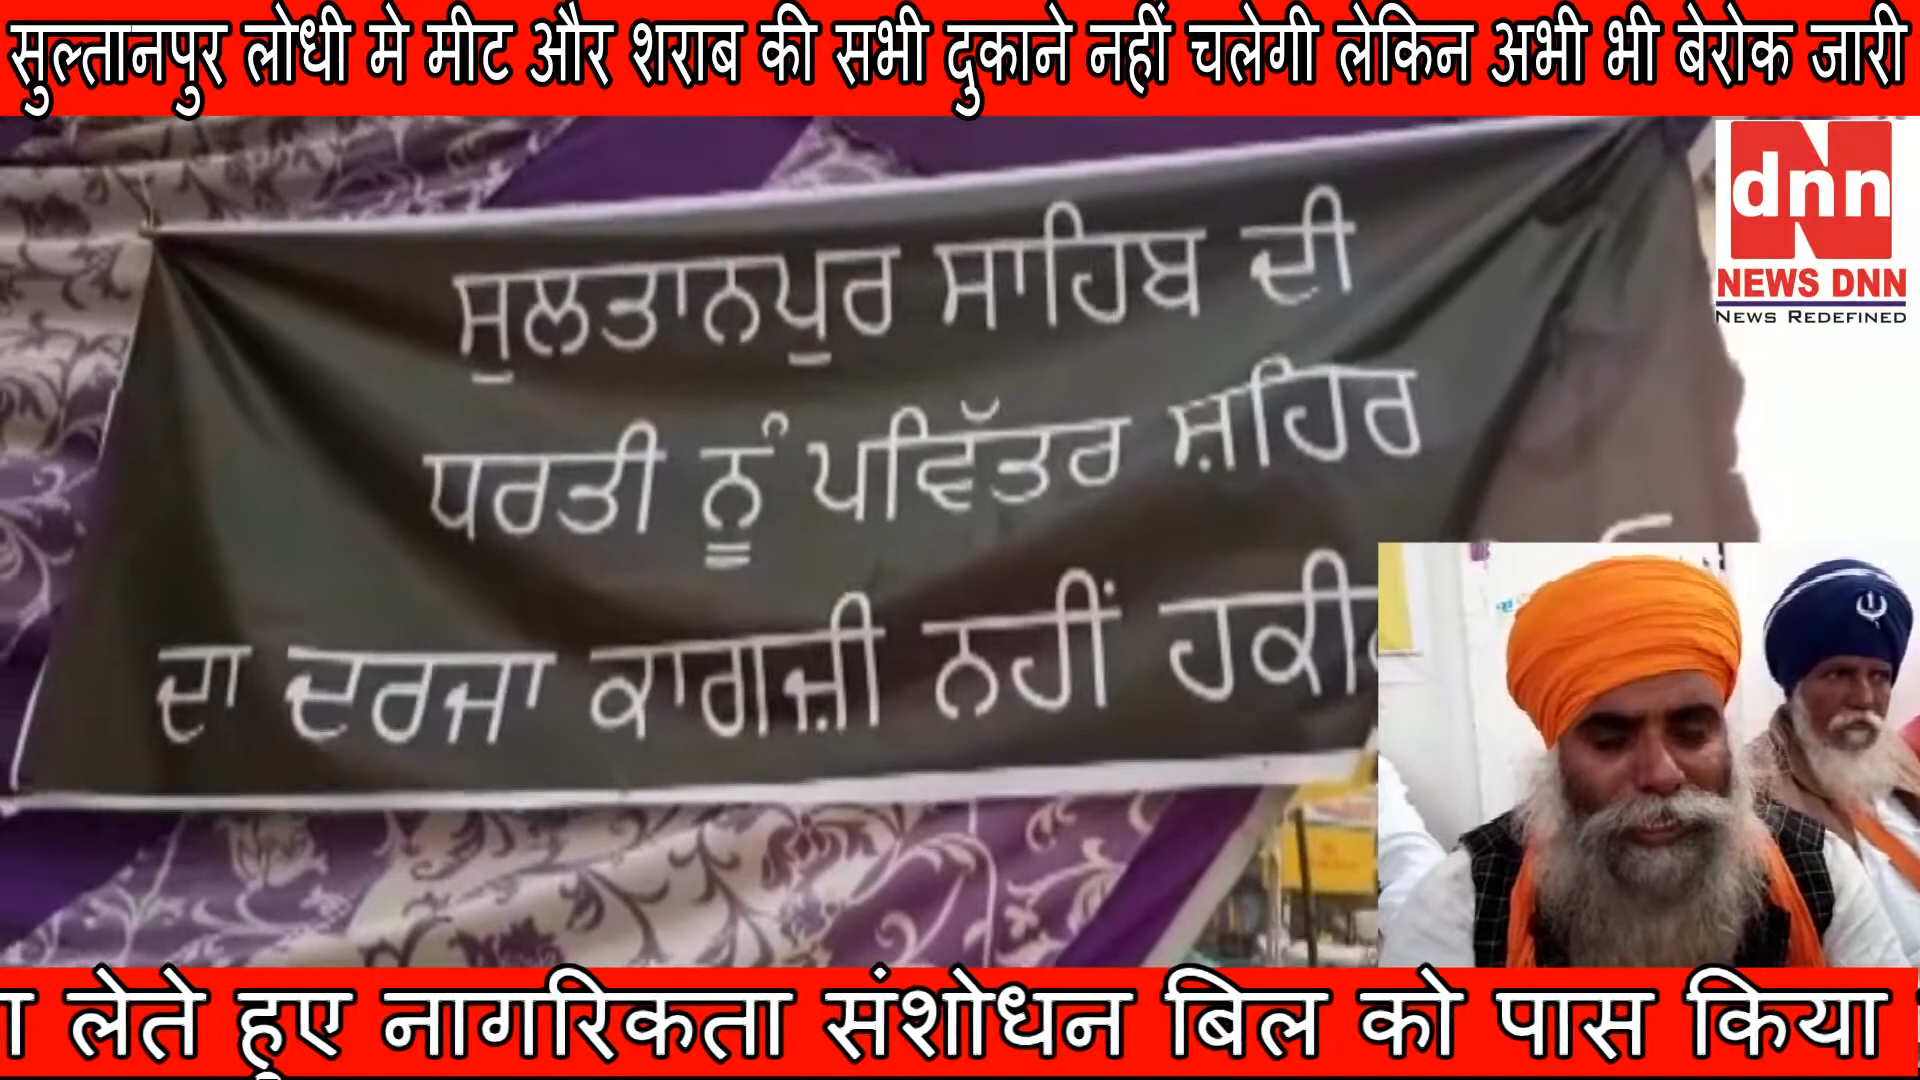 सुल्तानपुर लोधी मे मीट और शराब की सभी दुकाने नहीं चलेगी लेकिन अभी भी बेरोक जारी
dnn
NEWS DNN
NEWS REDEFINED
ਸੁਲਤਾਨਪੁਰ ਸਾਹਿਬ ਦੀ
ਧਰਤੀ ਨੂੰ ਪਵਿੱਤਰ ਸ਼ਹਿਰ
ਦਾ ਦਰਜਾ ਕਾਗਜ਼ੀ ਨਹੀਂ
लेते हुए नागरिकता संशोधन बिल को पास किया